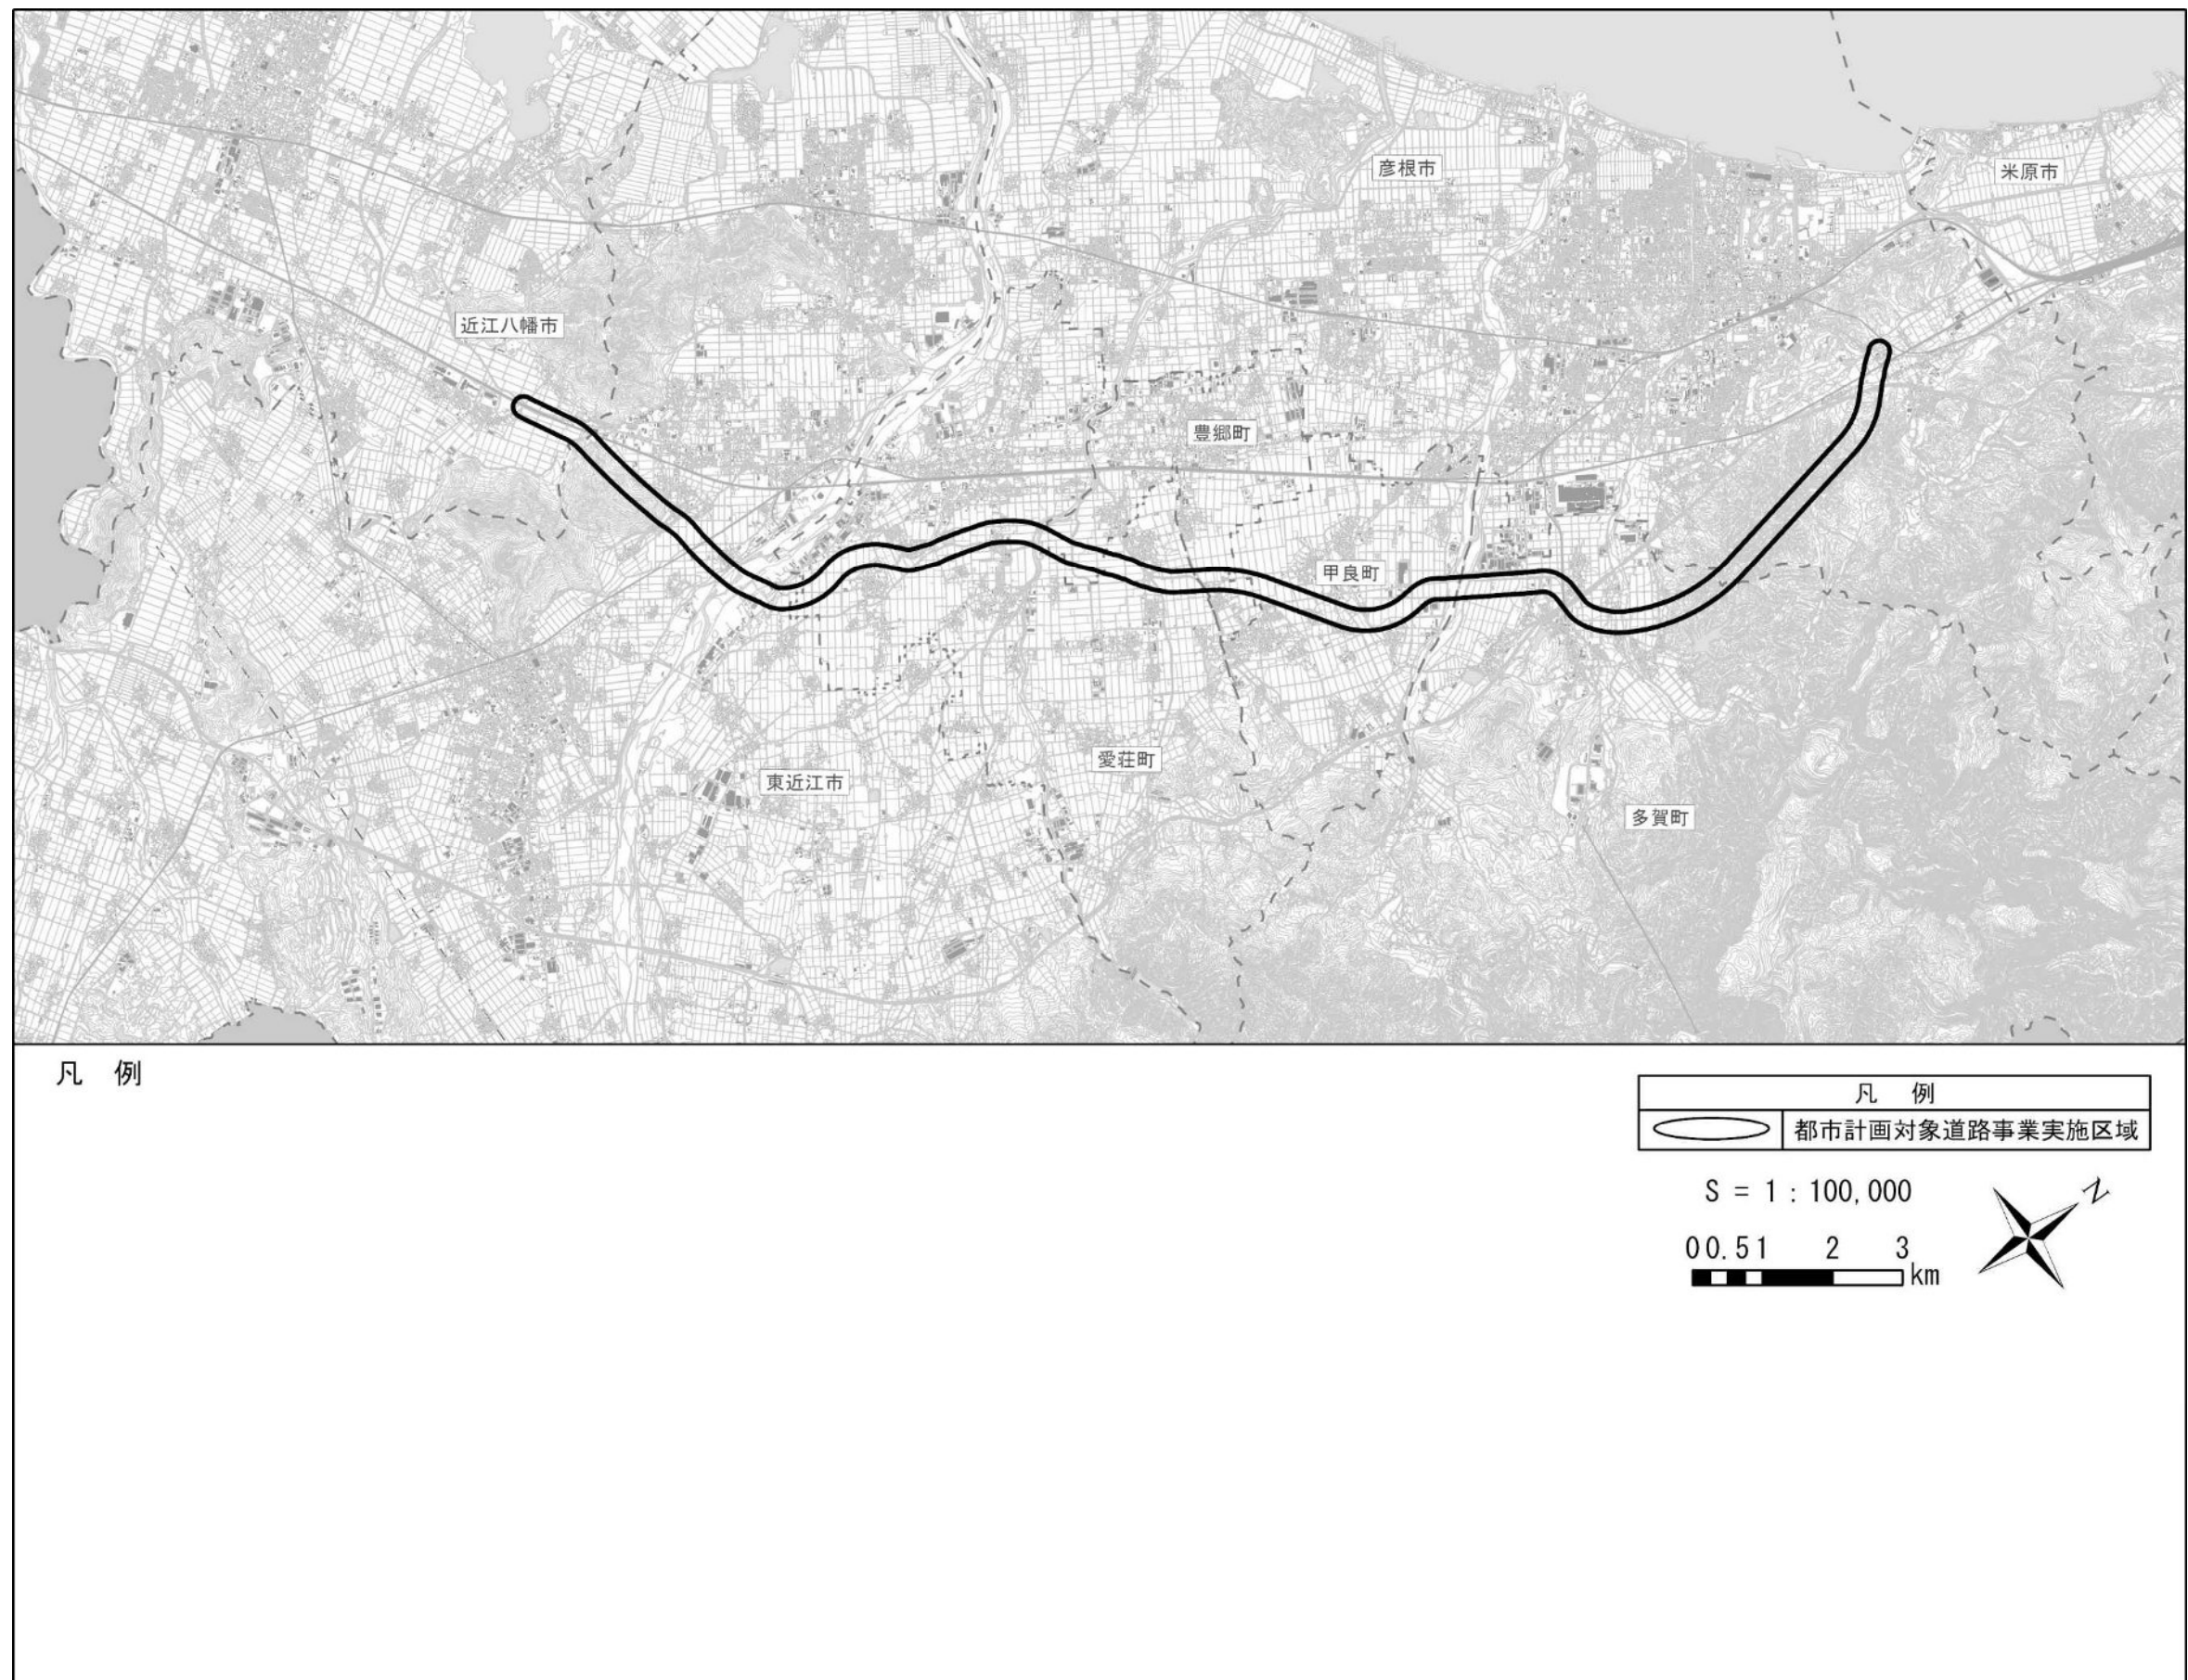 彦根市
米原市
近江八幡市
豊郷町
甲良町
愛荘町
東近江市
多賀町
凡 例
凡 例
都市計画対象道路事業実施区域
S = 1 : 100,000
N
0 0.5 1 2 3
km